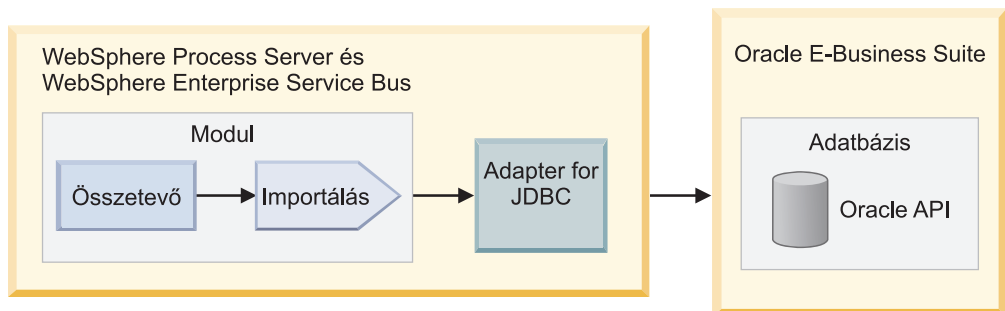 WebSphere Process Server és
WebSphere Enterprise Service Bus
Modul
Összetevő
Importálás
Adapter for
JDBC
Oracle E-Business Suite
Adatbázis
Oracle API